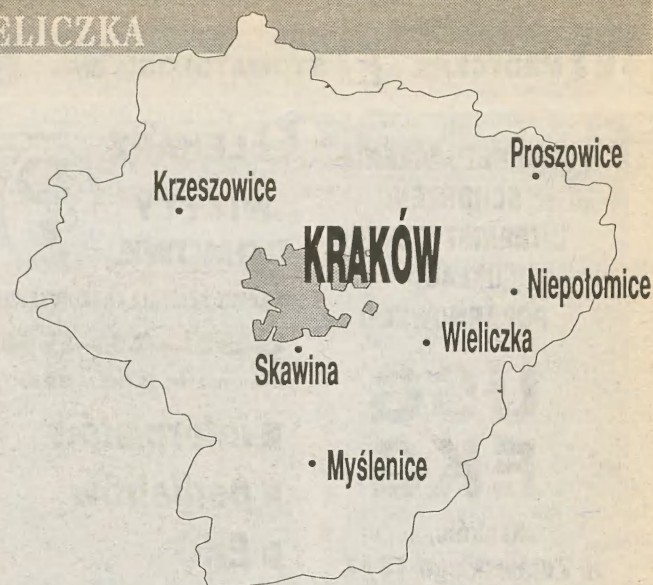 ELICZKA
Proszowice
Krzeszowice
KRAKÓW
Niepołomice
Wieliczka
Skawina
Myślenice